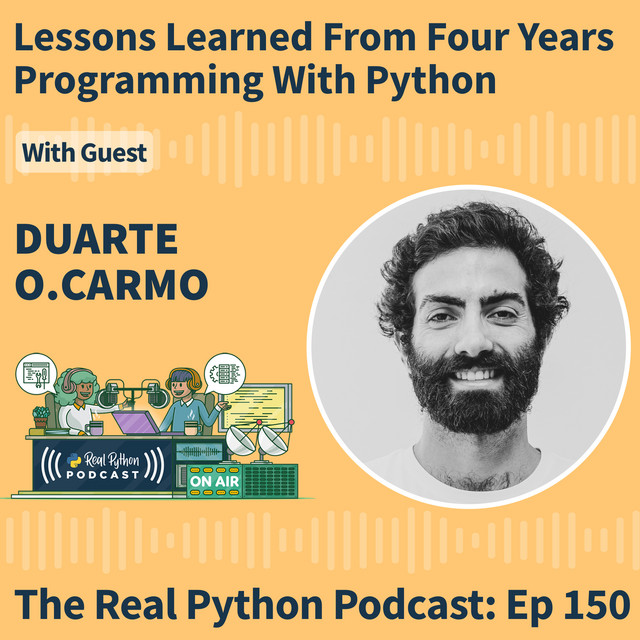 Lessons Learned From Four Years
Programming With Python
With Guest
DUARTE
O.CARMO
Real Python
PODCAST
ON AIR
The Real Python Podcast: Ep 150